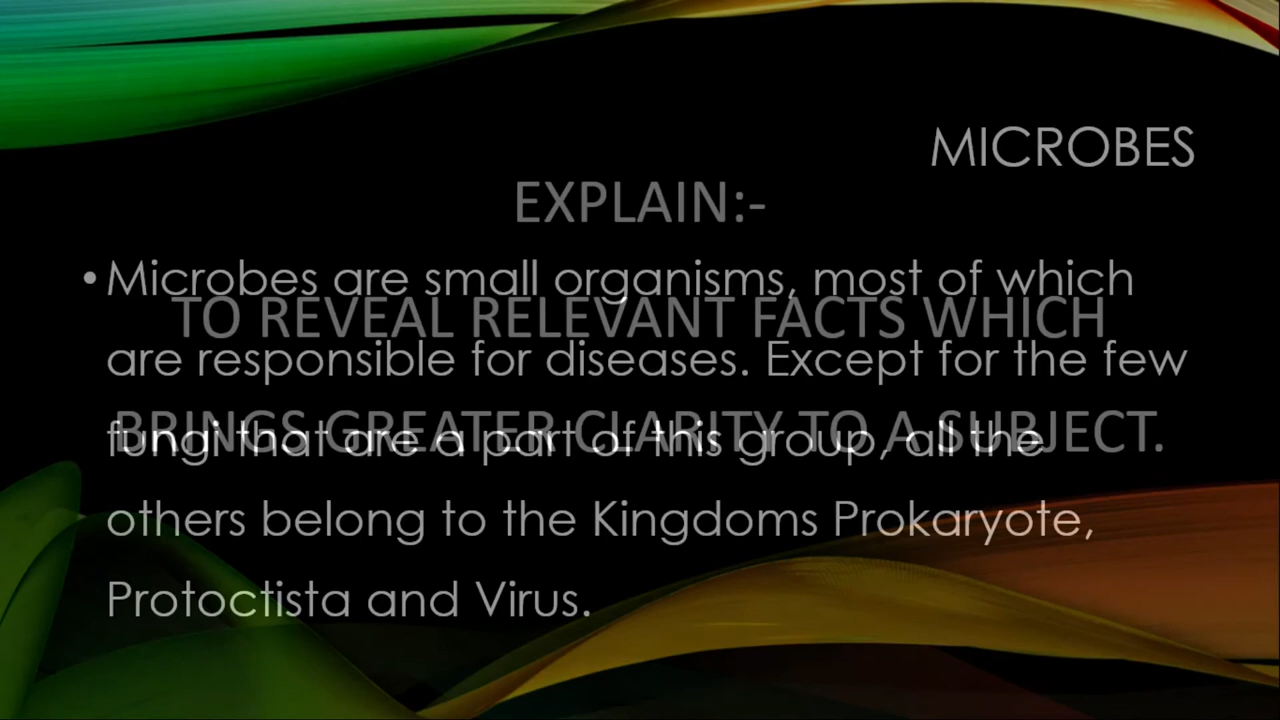 MICROBES
EXPLAIN:-
• Microbes are small organisms, most of which
TO REVEAL RELEVANT FACTS WHICH
are responsible for diseases. Except for the few
BRINGS GREATER CLARITY TO A SUBJECT.
fungi that are a part of this group, all the
others belong to the Kingdoms Prokaryote,
Protoctista and Virus.